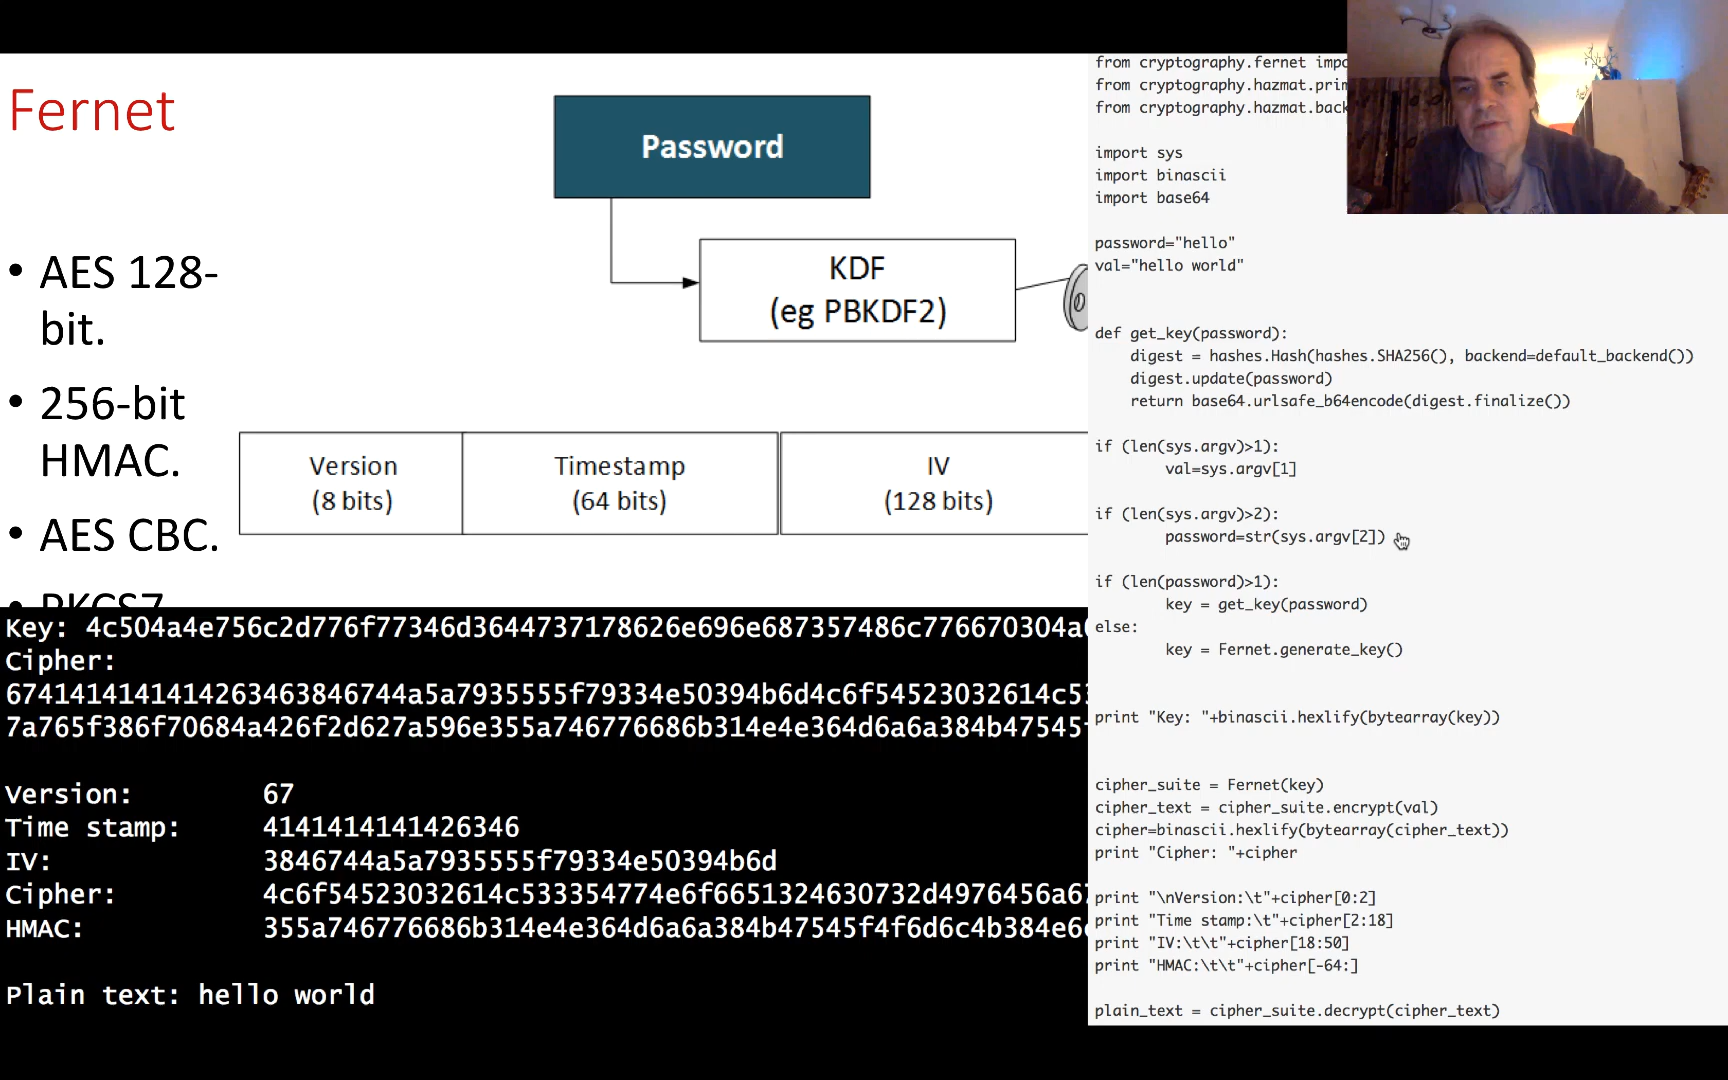 Fernet
• AES 128-
bit.
• 256-bit
HMAC.
• AES CBC.
• PKCS7
Password
KDF
(eg PBKDF2)
Version
(8 bits)
Timestamp
(64 bits)
IV
(128 bits)
Key: 4c504a4e756c2d776f77346d3644737178626e696e687357486c776670304a6
Cipher:
674141414141426346384674​4a5a7935555f79334e50394b6d4c6f54523032614c53
7a765f386f70684a426f2d627a596e355a746776686b314e4e364d6a6a384b47545f
Version: 67
Time stamp: 4141414141426346
IV: 3846744a5a7935555f79334e50394b6d
Cipher: 4c6f54523032614c533354774e6f6651324630732d4976456a67
HMAC: 355a746776686b314e4e364d6a6a384b47545f4f6d6c4b384e6
Plain text: hello world
from cryptography.fernet impo
from cryptography.hazmat.prim
from cryptography.hazmat.back
import sys
import binascii
import base64
password="hello"
val="hello world"
def get_key(password):
    digest = hashes.Hash(hashes.SHA256(), backend=default_backend())
    digest.update(password)
    return base64.urlsafe_b64encode(digest.finalize())
if (len(sys.argv)>1):
        val=sys.argv[1]
if (len(sys.argv)>2):
        password=str(sys.argv[2])
if (len(password)>1):
        key = get_key(password)
else:
        key = Fernet.generate_key()
print "Key: "+binascii.hexlify(bytearray(key))
cipher_suite = Fernet(key)
cipher_text = cipher_suite.encrypt(val)
cipher=binascii.hexlify(bytearray(cipher_text))
print "Cipher: "+cipher
print "\nVersion:\t"+cipher[0:2]
print "Time stamp:\t"+cipher[2:18]
print "IV:\t\t"+cipher[18:50]
print "HMAC:\t\t"+cipher[-64:]
plain_text = cipher_suite.decrypt(cipher_text)